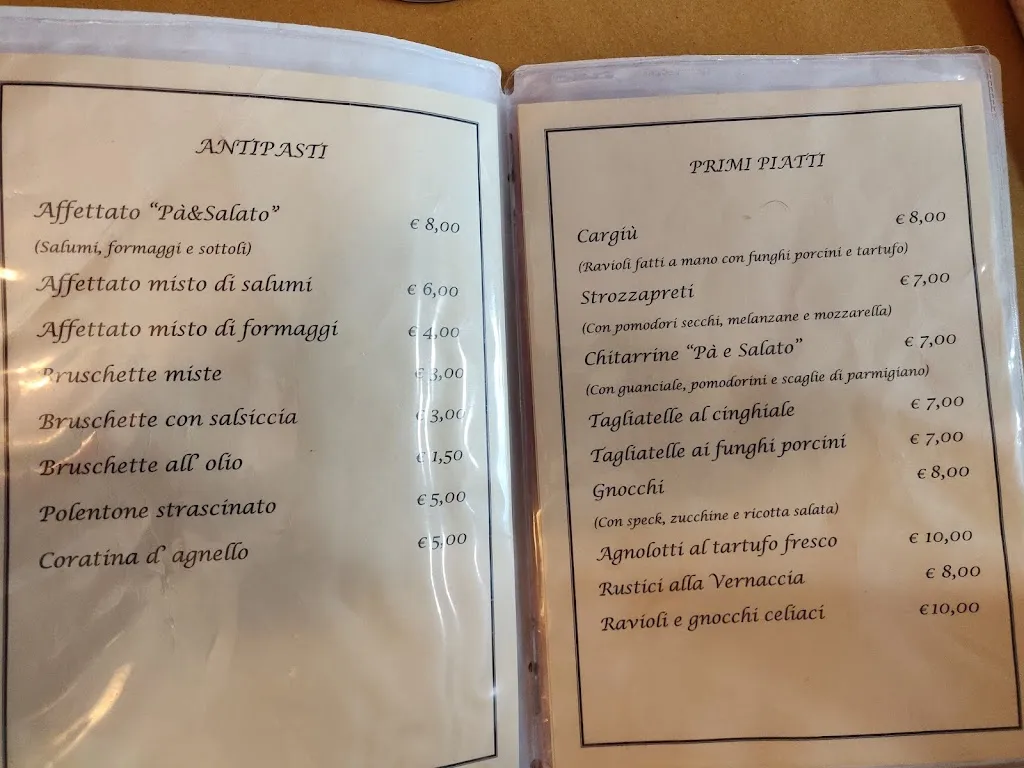 ANTIPASTI
Affettato “Pà&Salato” € 8,00
(Salumi, formaggi e sottoli)
Affettato misto di salumi € 6,00
Affettato misto di formaggi € 4,00
Bruschette miste € 3,00
Bruschette con salsiccia € 3,00
Bruschette all' olio € 1,50
Polentone strascinato € 5,00
Coratina d' agnello € 5,00
PRIMI PIATTI
Cargiù € 8,00
(Ravioli fatti a mano con funghi porcini e tartufo)
Strozzapreti € 7,00
(Con pomodori secchi, melanzane e mozzarella)
Chitarrine “Pà e Salato” € 7,00
(Con guanciale, pomodorini e scaglie di parmigiano)
Tagliatelle al cinghiale € 7,00
Tagliatelle ai funghi porcini € 7,00
Gnocchi € 8,00
(Con speck, zucchine e ricotta salata)
Agnolotti al tartufo fresco € 10,00
Rustici alla Vernaccia € 8,00
Ravioli e gnocchi celiaci €10,00